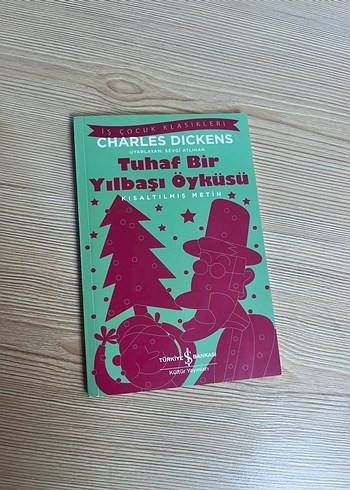 İŞ ÇOCUK KLASİKLERİ
CHARLES DICKENS
UYARLAYAN: SEVGİ ATLIHAN
Tuhaf Bir
Yılbaşı Öyküsü
KISALTILMIŞ METİN
TÜRKİYE İŞ BANKASI
Kültür Yayınları